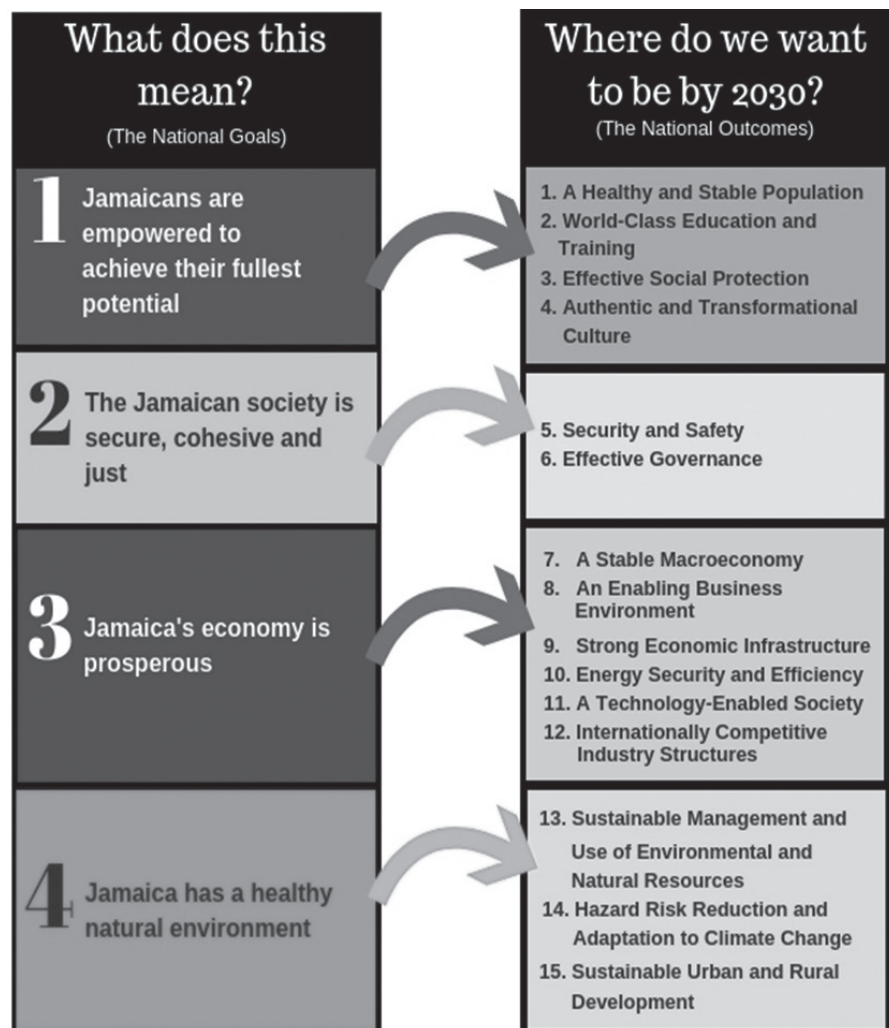 What does this
mean?
(The National Goals)
1
Jamaicans are
empowered to
achieve their fullest
potential
2
The Jamaican society is
secure, cohesive and
just
3
Jamaica's economy is
prosperous
4
Jamaica has a healthy
natural environment
Where do we want
to be by 2030?
(The National Outcomes)
1. A Healthy and Stable Population
2. World-Class Education and
Training
3. Effective Social Protection
4. Authentic and Transformational
Culture
5. Security and Safety
6. Effective Governance
7. A Stable Macroeconomy
8. An Enabling Business
Environment
9. Strong Economic Infrastructure
10. Energy Security and Efficiency
11. A Technology-Enabled Society
12. Internationally Competitive
Industry Structures
13. Sustainable Management and
Use of Environmental and
Natural Resources
14. Hazard Risk Reduction and
Adaptation to Climate Change
15. Sustainable Urban and Rural
Development